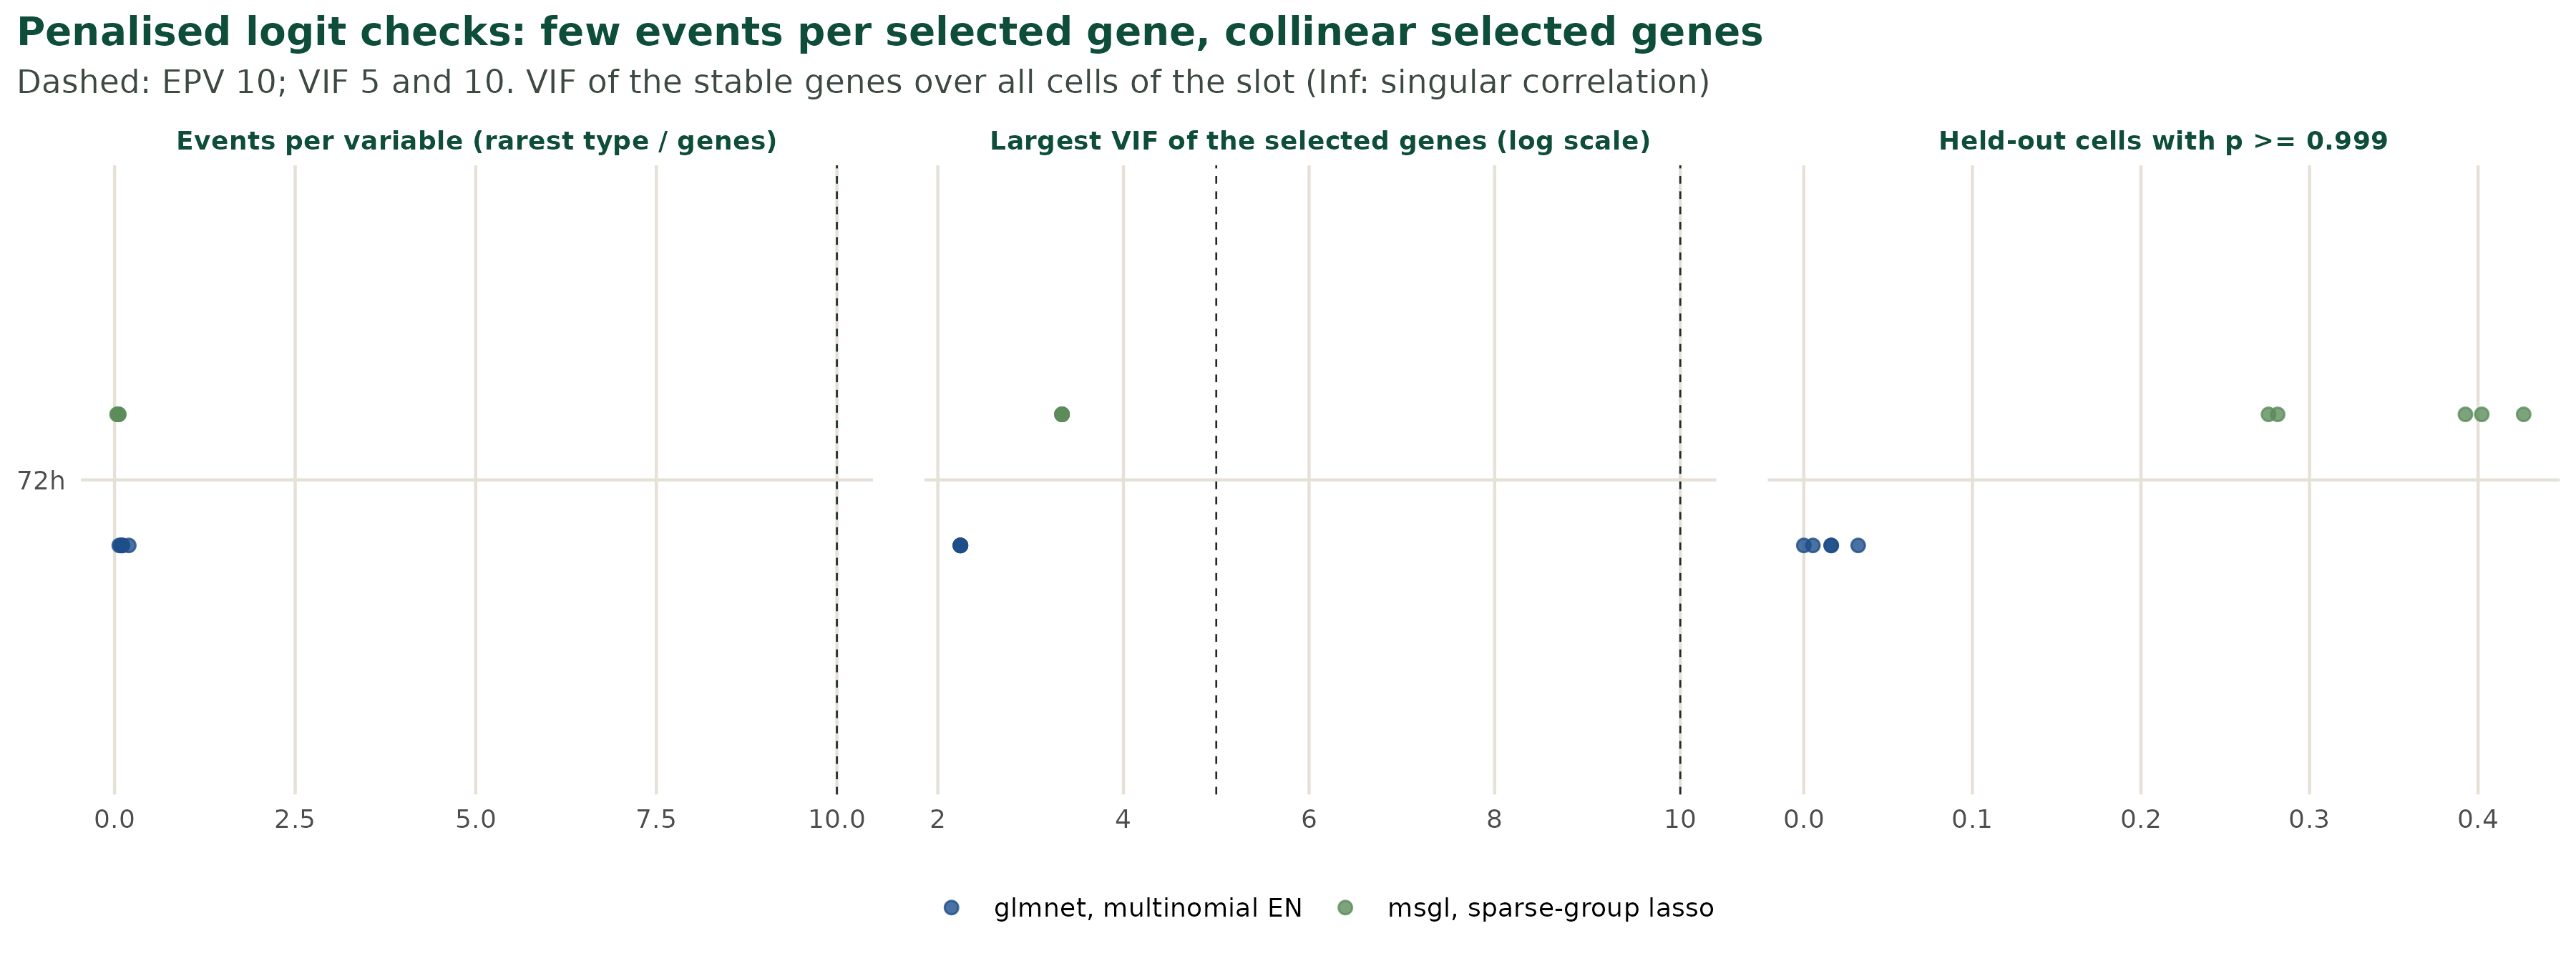 Penalised logit checks: few events per selected gene, collinear selected genes
Dashed: EPV 10; VIF 5 and 10. VIF of the stable genes over all cells of the slot (Inf: singular correlation)
Events per variable (rarest type / genes)
Largest VIF of the selected genes (log scale)
Held-out cells with p >= 0.999
72h
0.0 2.5 5.0 7.5 10.0
2 4 6 8 10
0.0 0.1 0.2 0.3 0.4
glmnet, multinomial EN
msgl, sparse-group lasso